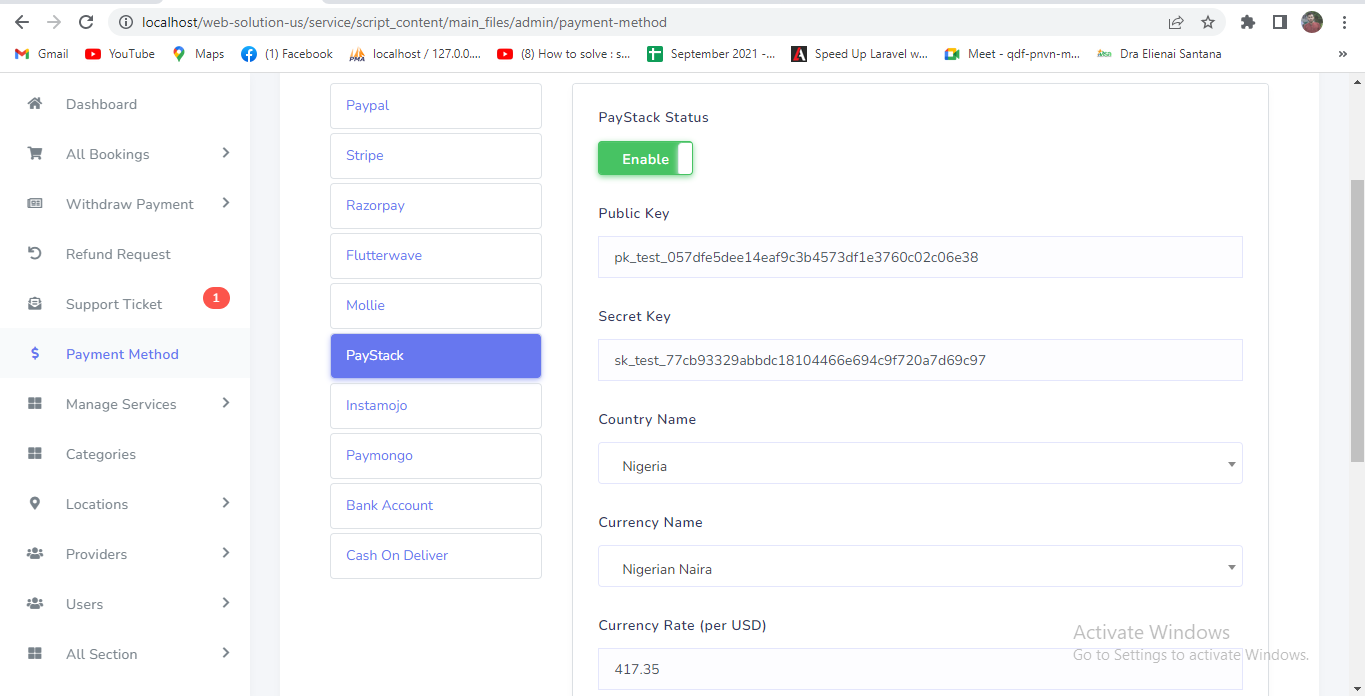 localhost/web-solution-us/service/script_content/main_files/admin/payment-method
Gmail YouTube Maps (1) Facebook localhost / 127.0.0.... (8) How to solve : s... September 2021 -... Speed Up Laravel w... Meet - qdf-pnvn-m... Dra Elienai Santana »
Dashboard
All Bookings
Withdraw Payment
Refund Request
Support Ticket 1
Payment Method
Manage Services
Categories
Locations
Providers
Users
All Section
Paypal
Stripe
Razorpay
Flutterwave
Mollie
PayStack
Instamojo
Paymongo
Bank Account
Cash On Deliver
PayStack Status
Enable
Public Key
pk_test_057dfe5dee14eaf9c3b4573df1e3760c02c06e38
Secret Key
sk_test_77cb93329abbdc18104466e694c9f720a7d69c97
Country Name
Nigeria
Currency Name
Nigerian Naira
Currency Rate (per USD)
417.35
Activate Windows
Go to Settings to activate Windows.